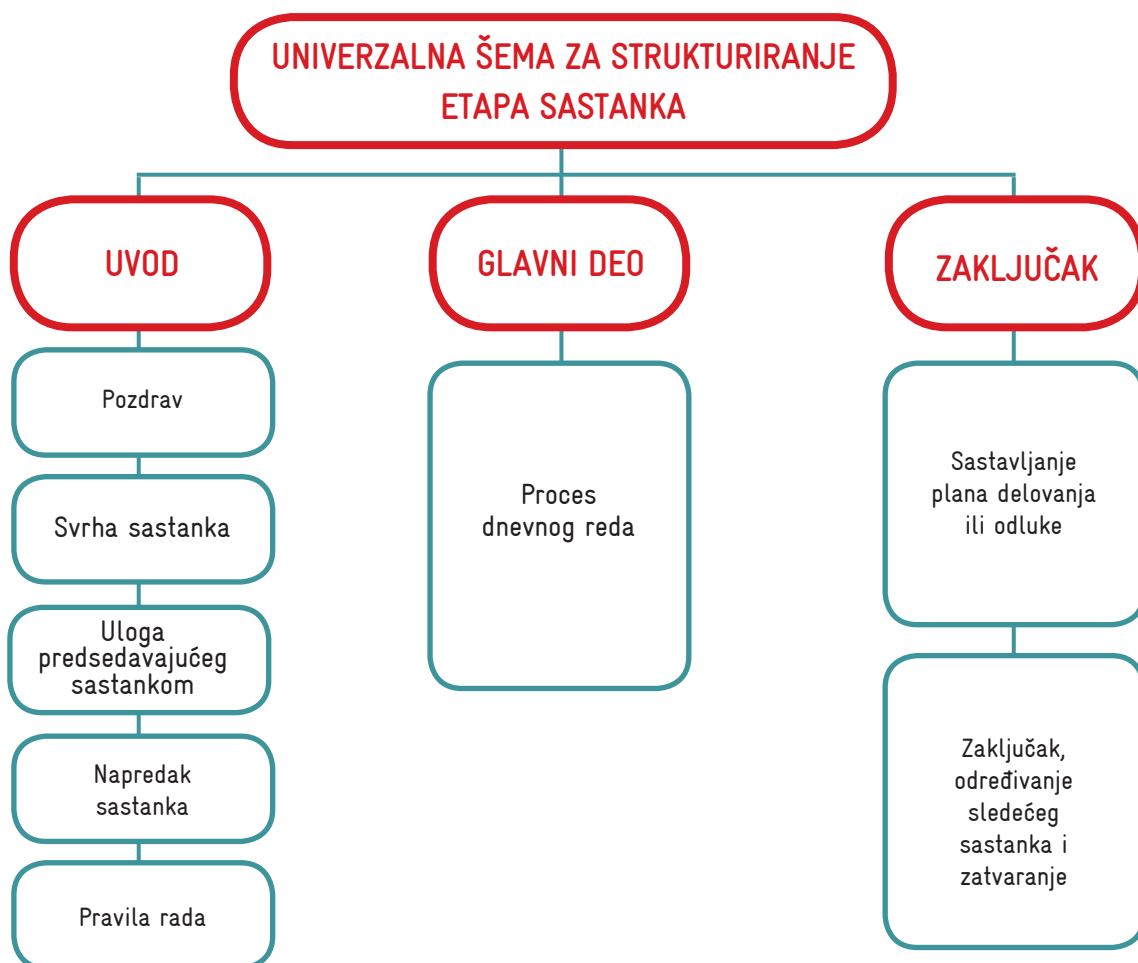 UNIVERZALNA ŠEMA ZA STRUKTURIRANJE
ETAPA SASTANKA
UVOD
Pozdrav
Svrha sastanka
Uloga
predsedavajućeg
sastankom
Napredak
sastanka
Pravila rada
GLAVNI DEO
Proces
dnevnog reda
ZAKLJUČAK
Sastavljanje
plana delovanja
ili odluke
Zaključak,
određivanje
sledećeg
sastanka i
zatvaranje